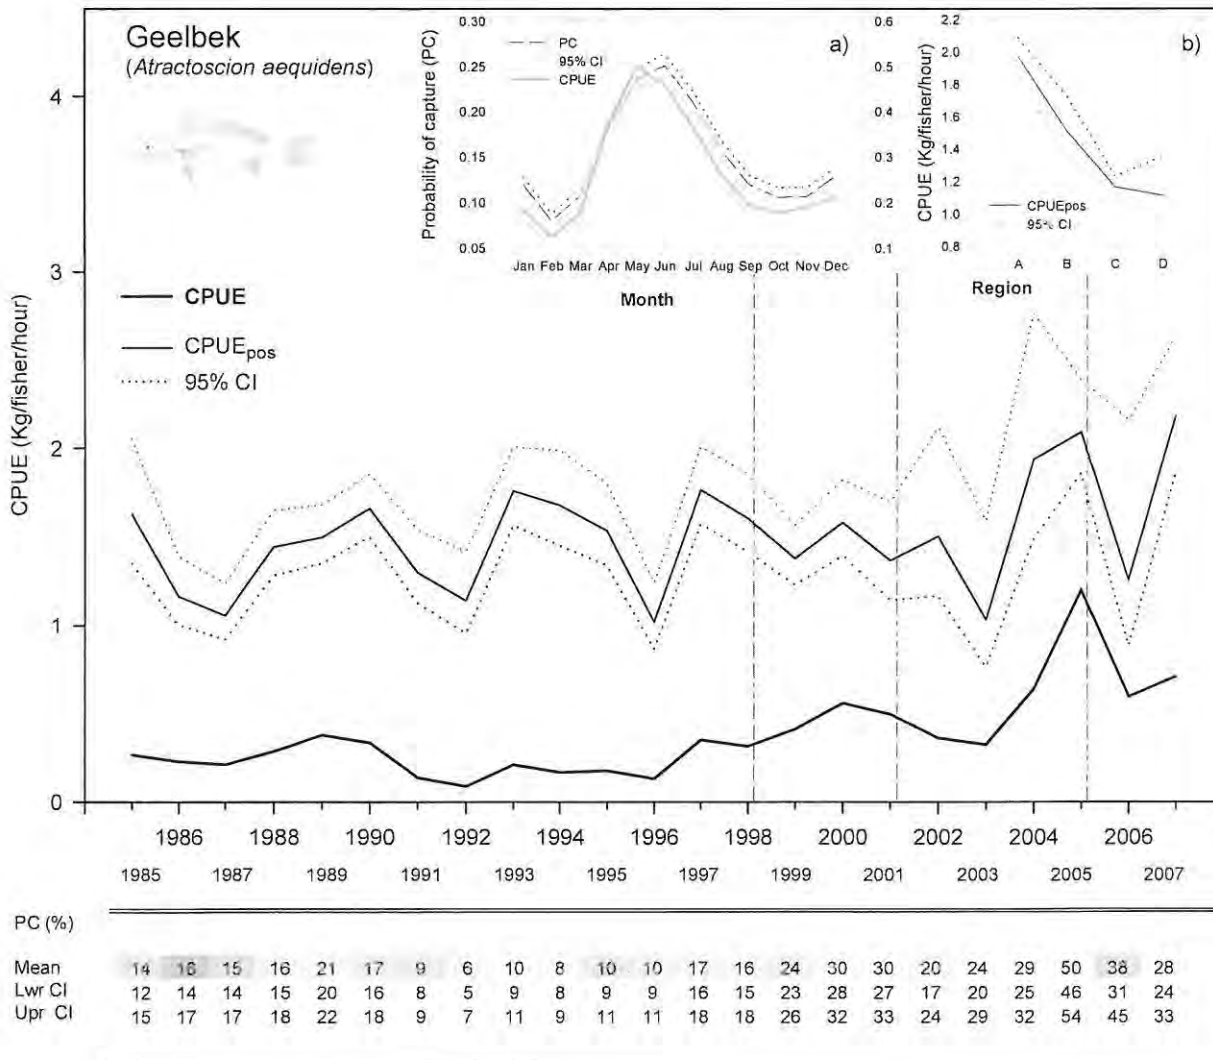 Geelbek
(Atractoscion aequidens)
CPUE
CPUEpos
95% CI
CPUE (Kg/fisher/hour)
4
3
2
1
0
a)
Probability of capture (PC)
0.30
0.25
0.20
0.15
0.10
0.05
PC
95% CI
CPUE
0.6
0.5
0.4
0.3
0.2
0.1
Jan Feb Mar Apr May Jun Jul Aug Sep Oct Nov Dec
Month
b)
CPUE (Kg/fisher/hour)
2.2
2.0
1.8
1.6
1.4
1.2
1.0
0.8
CPUEpos
95% CI
A B C D
Region
1986 1988 1990 1992 1994 1996 1998 2000 2002 2004 2006
1985 1987 1989 1991 1993 1995 1997 1999 2001 2003 2005 2007
PC (%)
Mean 14 16 15 16 21 17 9 6 10 8 10 10 17 16 24 30 30 20 24 29 50 38 28
Lwr CI 12 14 14 15 20 16 8 5 9 8 9 9 16 15 23 28 27 17 20 25 46 31 24
Upr CI 15 17 17 18 22 18 9 7 11 9 11 11 18 18 26 32 33 24 29 32 54 45 33